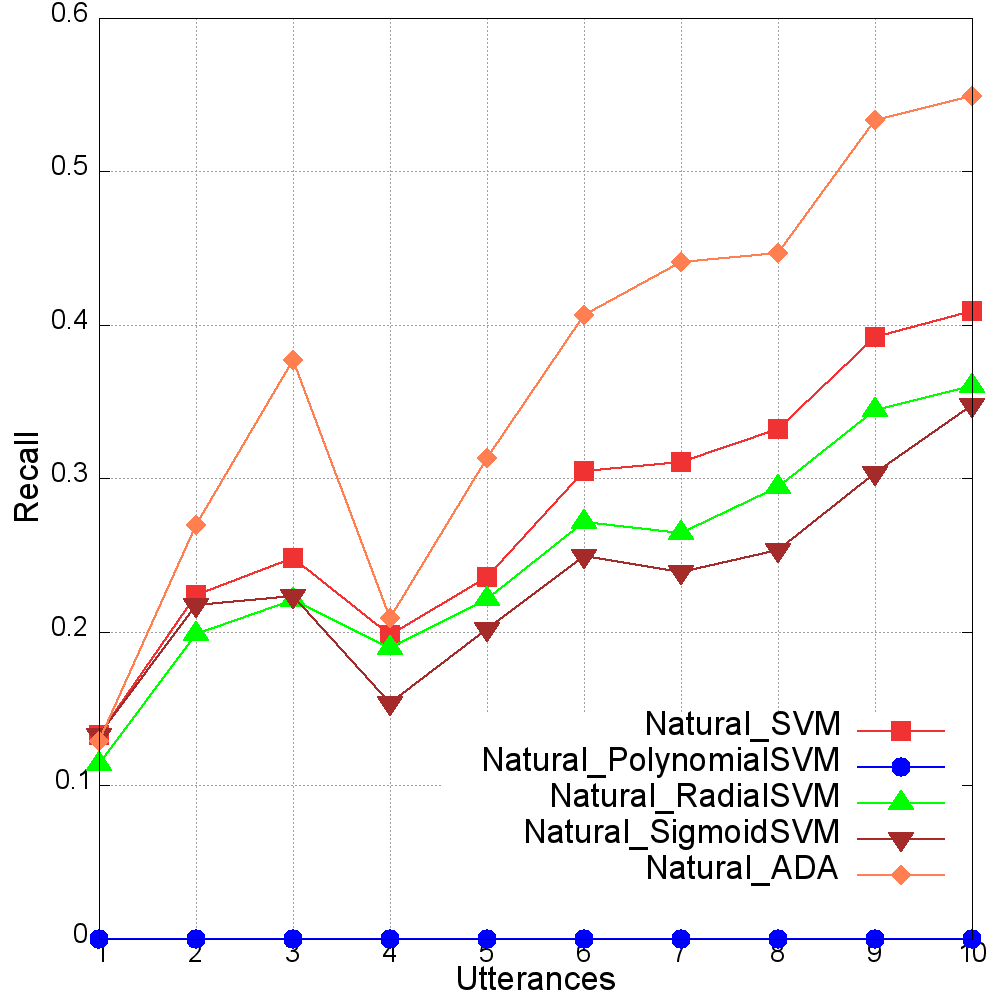 0.6
0.5
0.4
0.3
0.2
0.1
0
Recall
1 2 3 4 5 6 7 8 9 10
Utterances
Natural_SVM
Natural_PolynomialSVM
Natural_RadialSVM
Natural_SigmoidSVM
Natural_ADA